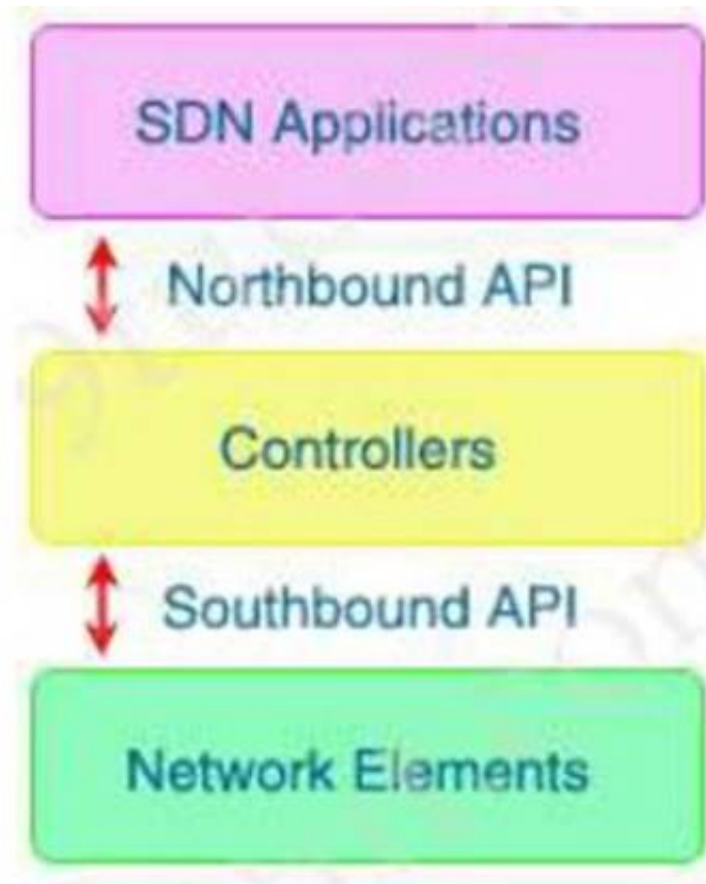 SDN Applications
Northbound API
Controllers
Southbound API
Network Elements